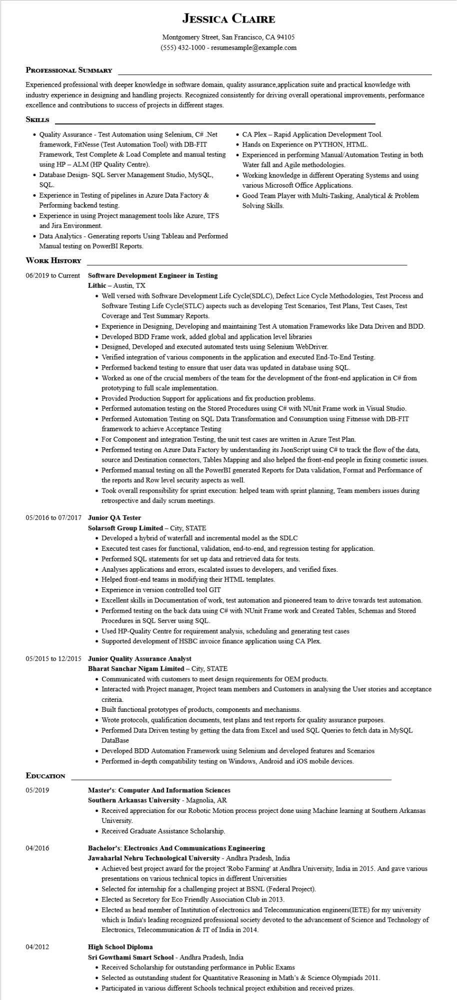 Jessica Claire
Montgomery Street, San Francisco, CA 94105
(555) 432-1000 - resumesample@example.com
Professional Summary
Experienced professional with deeper knowledge in software domain, quality assurance,application suite and practical knowledge with
industry experience in designing and handling projects. Recognized consistently for driving overall operational improvements, performance
excellence and contributions to success of projects in different stages.
Skills
• Quality Assurance - Test Automation using Selenium, C# .Net
framework, FitNesse (Test Automation Tool) with DB-FIT
Framework, Test Complete & Load Complete and manual testing
using HP – ALM (HP Quality Centre).
• Database Design- SQL Server Management Studio, MySQL,
SQL.
• Experience in Testing of pipelines in Azure Data Factory &
Performing backend testing.
• Experience in using Project management tools like Azure, TFS
and Jira Environment.
• Data Analytics - Generating reports Using Tableau and Performed
Manual testing on PowerBI Reports.
• CA Plex – Rapid Application Development Tool.
• Hands on Experience on PYTHON, HTML.
• Experienced in performing Manual/Automation Testing in both
Water fall and Agile methodologies.
• Working knowledge in different Operating Systems and using
various Microsoft Office Applications.
• Good Team Player with Multi-Tasking, Analytical & Problem
Solving Skills.
Work History
06/2019 to Current Software Development Engineer in Testing
Lithic – Austin, TX
• Well versed with Software Development Life Cycle(SDLC), Defect Lice Cycle Methodologies, Test Process and
Software Testing Life Cycle(STLC) aspects such as developing Test Scenarios, Test Plans, Test Cases, Test
Coverage and Test Summary Reports.
• Experience in Designing, Developing and maintaining Test A utomation Frameworks like Data Driven and BDD.
• Developed BDD Frame work, added global and application level libraries
• Designed, Developed and executed automated tests using Selenium WebDriver.
• Verified integration of various components in the application and executed End-To-End Testing.
• Performed backend testing to ensure that user data was updated in database using SQL.
• Worked as one of the crucial members of the team for the development of the front-end application in C# from
prototyping to full scale implementation.
• Provided Production Support for applications and fix production problems.
• Performed automation testing on the Stored Procedures using C# with NUnit Frame work in Visual Studio.
• Performed Automation Testing on SQL Data Transformation and Consumption using Fitnesse with DB-FIT
framework to achieve Acceptance Testing
• For Component and integration Testing, the unit test cases are written in Azure Test Plan.
• Performed testing on Azure Data Factory by understanding its JsonScript using C# to track the flow of the data,
source and Destination connectors, Tables Mapping and also helped the front-end people in fixing cosmetic issues.
• Performed manual testing on all the PowerBI generated Reports for Data validation, Format and Performance of
the reports and Row level security aspects as well.
• Took overall responsibility for sprint execution: helped team with sprint planning, Team members issues during
retrospective and daily scrum meetings.
05/2016 to 07/2017 Junior QA Tester
Solarsoft Group Limited – City, STATE
• Developed a hybrid of waterfall and incremental model as the SDLC
• Executed test cases for functional, validation, end-to-end, and regression testing for application.
• Performed SQL statements for set up data and retrieved data for tests.
• Analyses applications and errors, escalated issues to developers, and verified fixes.
• Helped front-end teams in modifying their HTML templates.
• Experience in version controlled tool GIT
• Excellent skills in Documentation of work, test automation and pioneered team to drive towards test automation.
• Performed testing on the back data using C# with NUnit Frame work and Created Tables, Schemas and Stored
Procedures in SQL Server using SQL.
• Used HP-Quality Centre for requirement analysis, scheduling and generating test cases
• Supported development of HSBC invoice finance application using CA Plex.
05/2015 to 12/2015 Junior Quality Assurance Analyst
Bharat Sanchar Nigam Limited – City, STATE
• Communicated with customers to meet design requirements for OEM products.
• Interacted with Project manager, Project team members and Customers in analysing the User stories and acceptance
criteria.
• Built functional prototypes of products, components and mechanisms.
• Wrote protocols, qualification documents, test plans and test reports for quality assurance purposes.
• Performed Data Driven testing by getting the data from Excel and used SQL Queries to fetch data in MySQL
DataBase
• Developed BDD Automation Framework using Selenium and developed features and Scenarios
• Performed in-depth compatibility testing on Windows, Android and iOS mobile devices.
Education
05/2019 Master's: Computer And Information Sciences
Southern Arkansas University - Magnolia, AR
• Received appreciation for our Robotic Motion process project done using Machine learning at Southern Arkansas
University.
• Received Graduate Assistance Scholarship.
04/2016 Bachelor's: Electronics And Communications Engineering
Jawaharlal Nehru Technological University - Andhra Pradesh, India
• Achieved best project award for the project 'Robo Farming' at Andhra University, India in 2015. And gave various
presentations on various technical topics in different Universities
• Selected for internship for a challenging project at BSNL (Federal Project).
• Elected as Secretary for Eco Friendly Association Club in 2013.
• Elected as head member of Institution of electronics and Telecommunication engineers(IETE) for my university
which is India's leading recognized professional society devoted to the advancement of Science and Technology of
Electronics, Telecommunication & IT of India in 2014.
04/2012 High School Diploma
Sri Gowthami Smart School - Andhra Pradesh, India
• Received Scholarship for outstanding performance in Public Exams
• Selected as outstanding student for Quantitative Reasoning in Math's & Science Olympiads 2011.
• Participated in various different Schools technical project exhibition and received prizes.